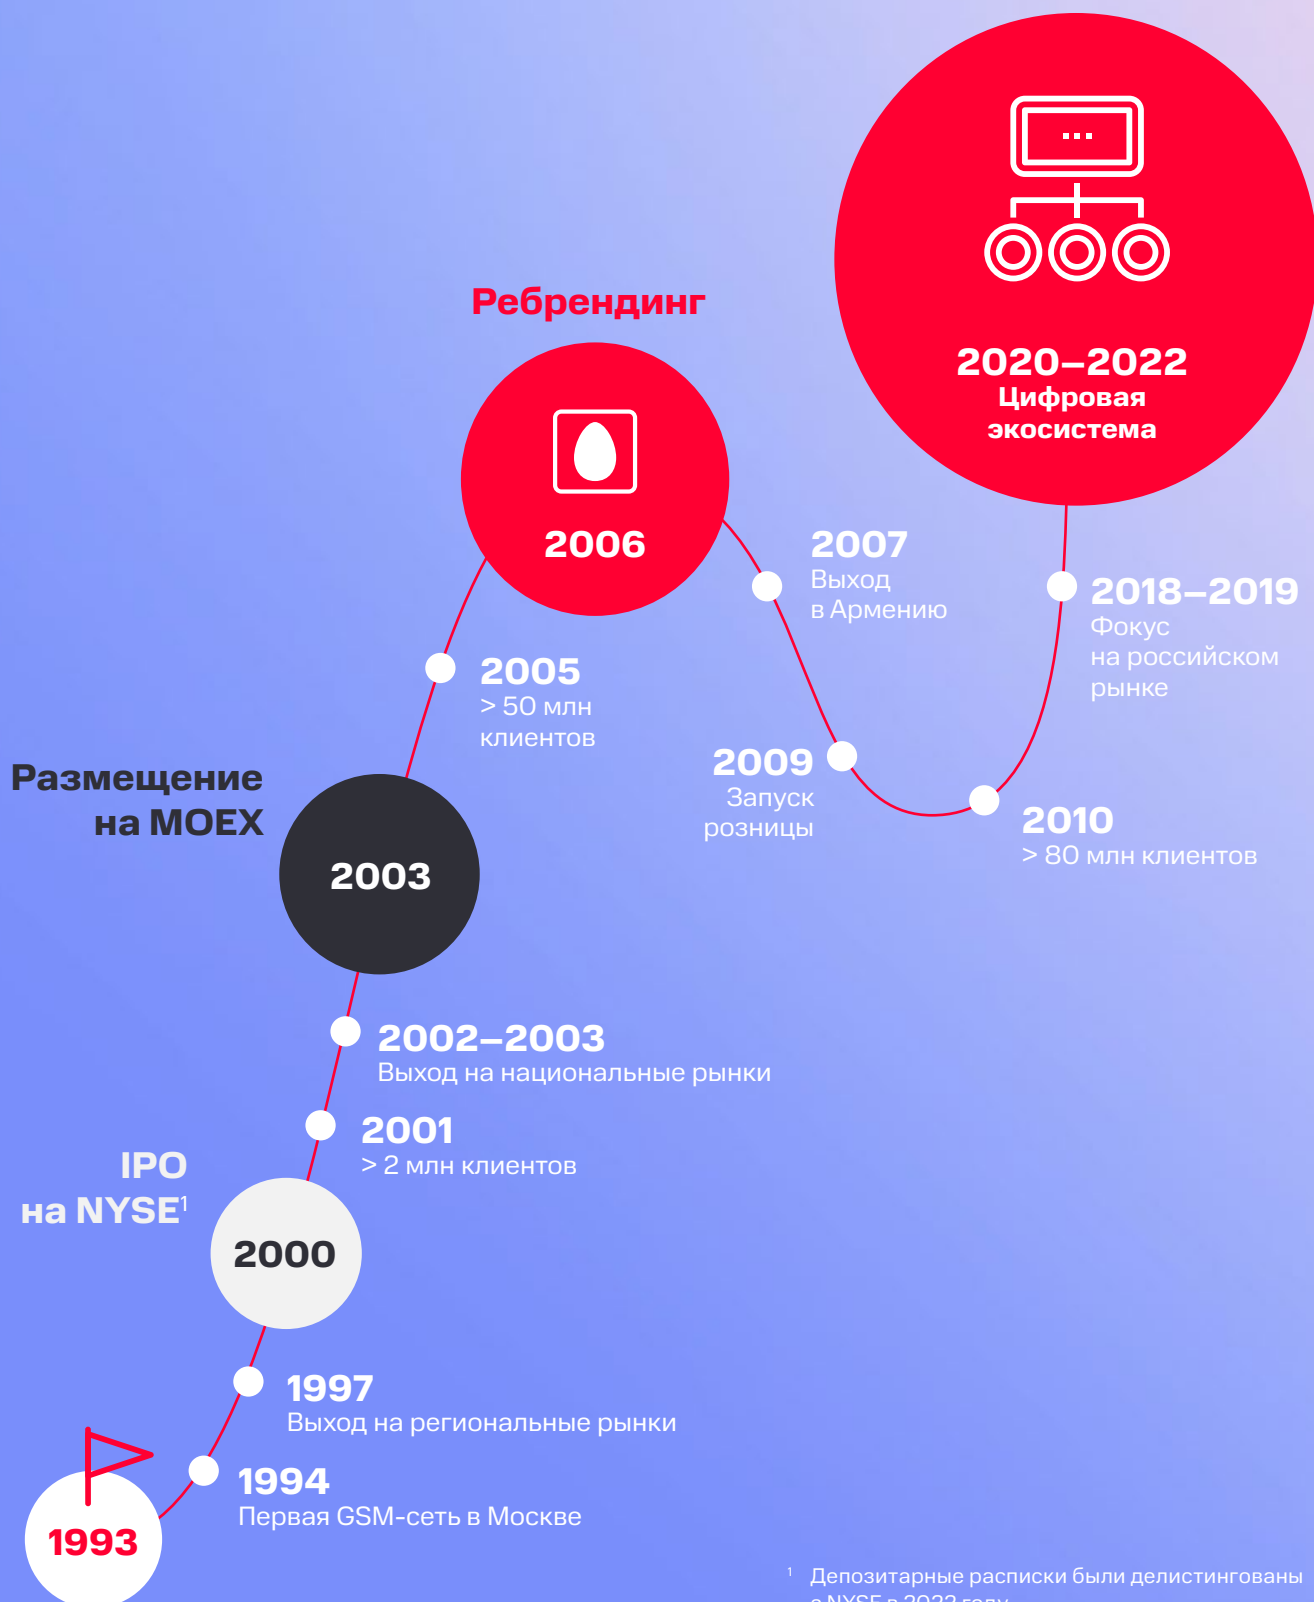 2020–2022
Цифровая
экосистема
Ребрендинг
2006
2007
Выход
в Армению
2018–2019
Фокус
на российском
рынке
2005
> 50 млн
клиентов
2009
Запуск
розницы
2010
> 80 млн клиентов
Размещение
на MOEX
2003
2002–2003
Выход на национальные рынки
2001
> 2 млн клиентов
IPO
на NYSE¹
2000
1997
Выход на региональные рынки
1994
Первая GSM-сеть в Москве
1993
¹ Депозитарные расписки были делистингованы